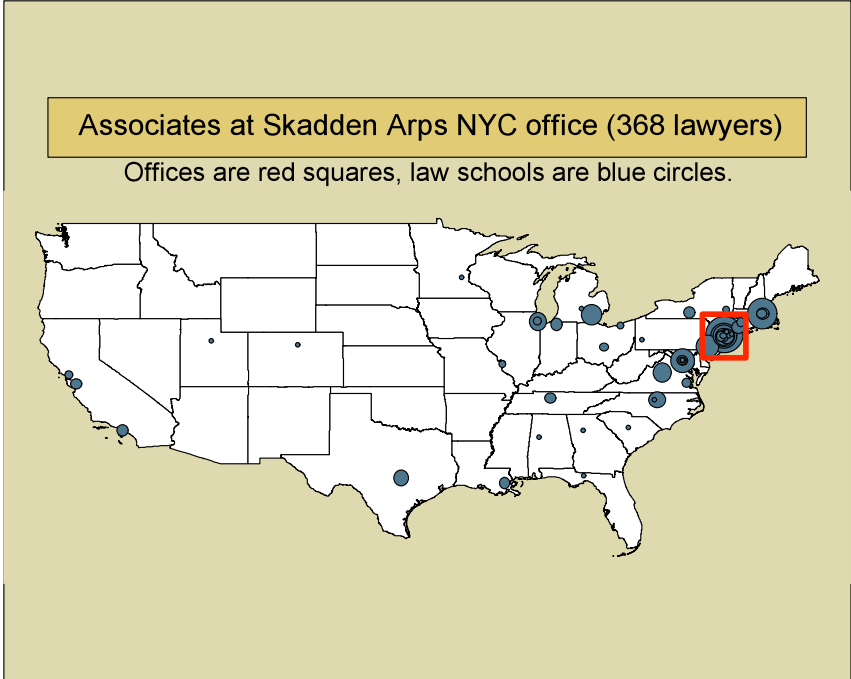 Associates at Skadden Arps NYC office (368 lawyers)
Offices are red squares, law schools are blue circles.